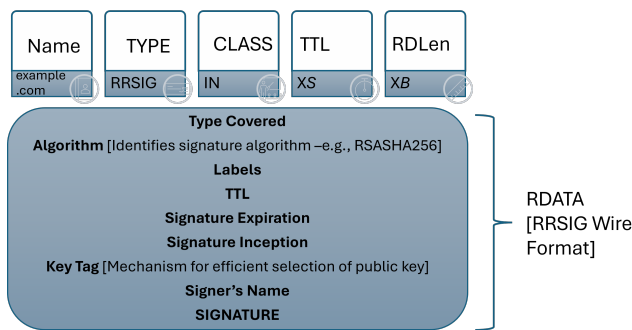 Name
TYPE
CLASS
TTL
RDLen
example
.com
RRSIG
IN
XS
XB
Type Covered
Algorithm [Identifies signature algorithm –e.g., RSASHA256]
Labels
TTL
Signature Expiration
Signature Inception
Key Tag [Mechanism for efficient selection of public key]
Signer's Name
SIGNATURE
RDATA
[RRSIG Wire
Format]